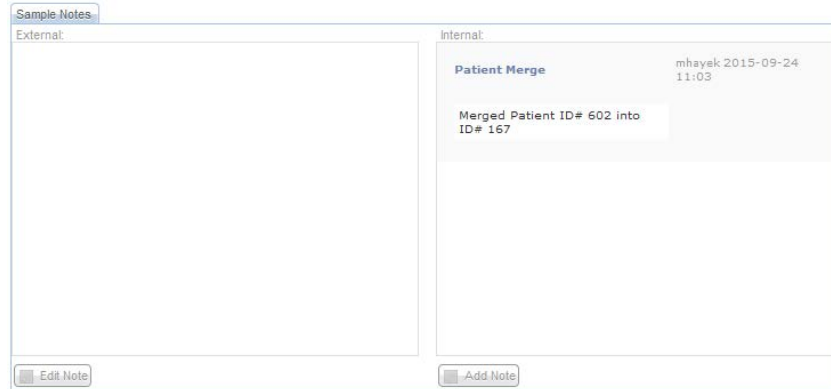 Sample Notes
External:
Internal:
Patient Merge
mhayek 2015-09-24
11:03
Merged Patient ID# 602 into
ID# 167
Edit Note
Add Note